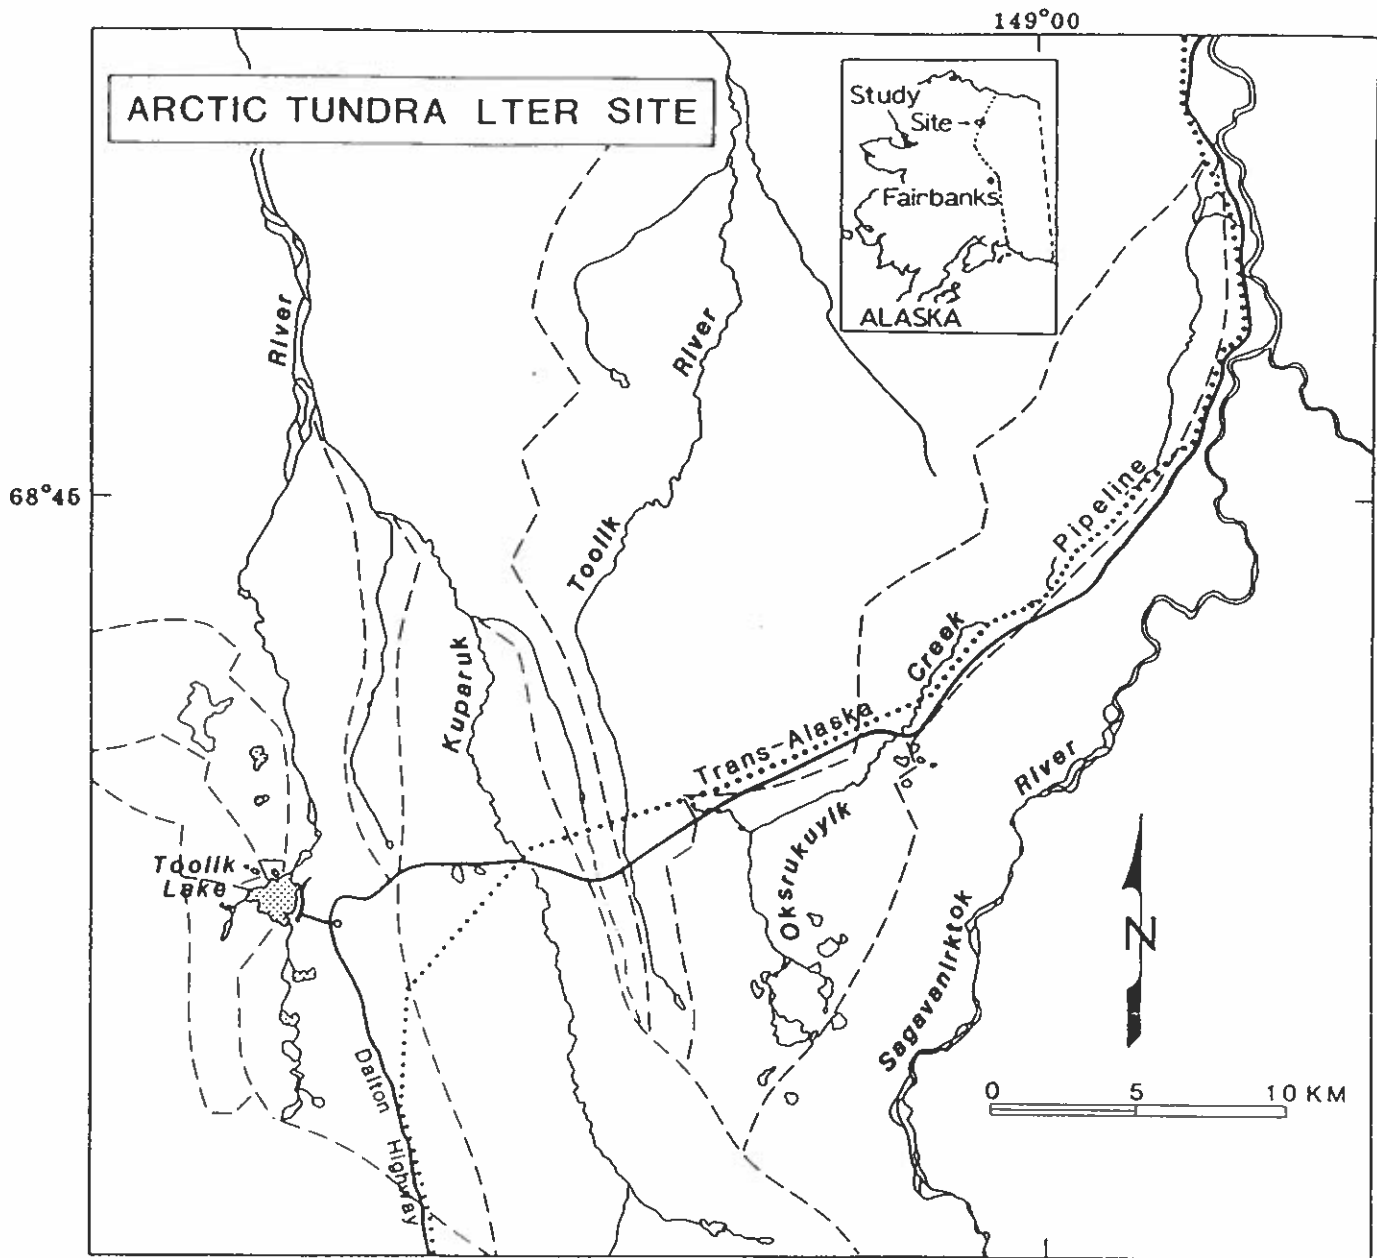 149°00
ARCTIC TUNDRA LTER SITE
Study
Site
Fairbanks
ALASKA
River
River
68°45
Toolik
Pipeline
Creek
Kuparuk
Trans-Alaska
River
Toolik
Lake
Oksrukuyik
Sagavanirktok
N
Dalton
Highway
0 5 10 KM